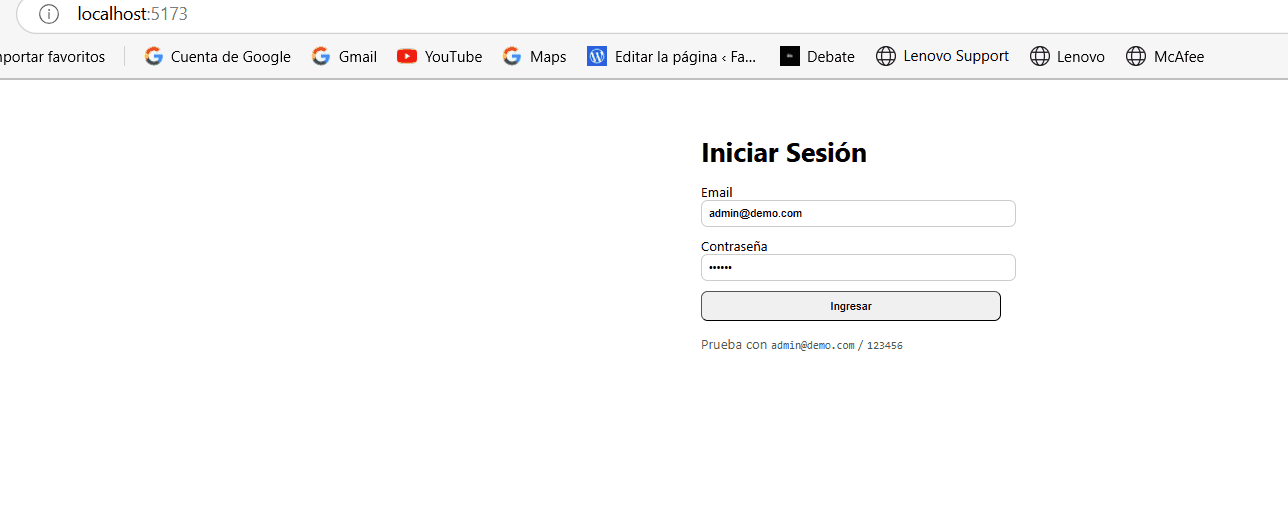 localhost:5173
mportar favoritos Cuenta de Google Gmail YouTube Maps Editar la página ‹ Fa... Debate Lenovo Support Lenovo McAfee
Iniciar Sesión
Email
admin@demo.com
Contraseña
••••••
Ingresar
Prueba con admin@demo.com / 123456